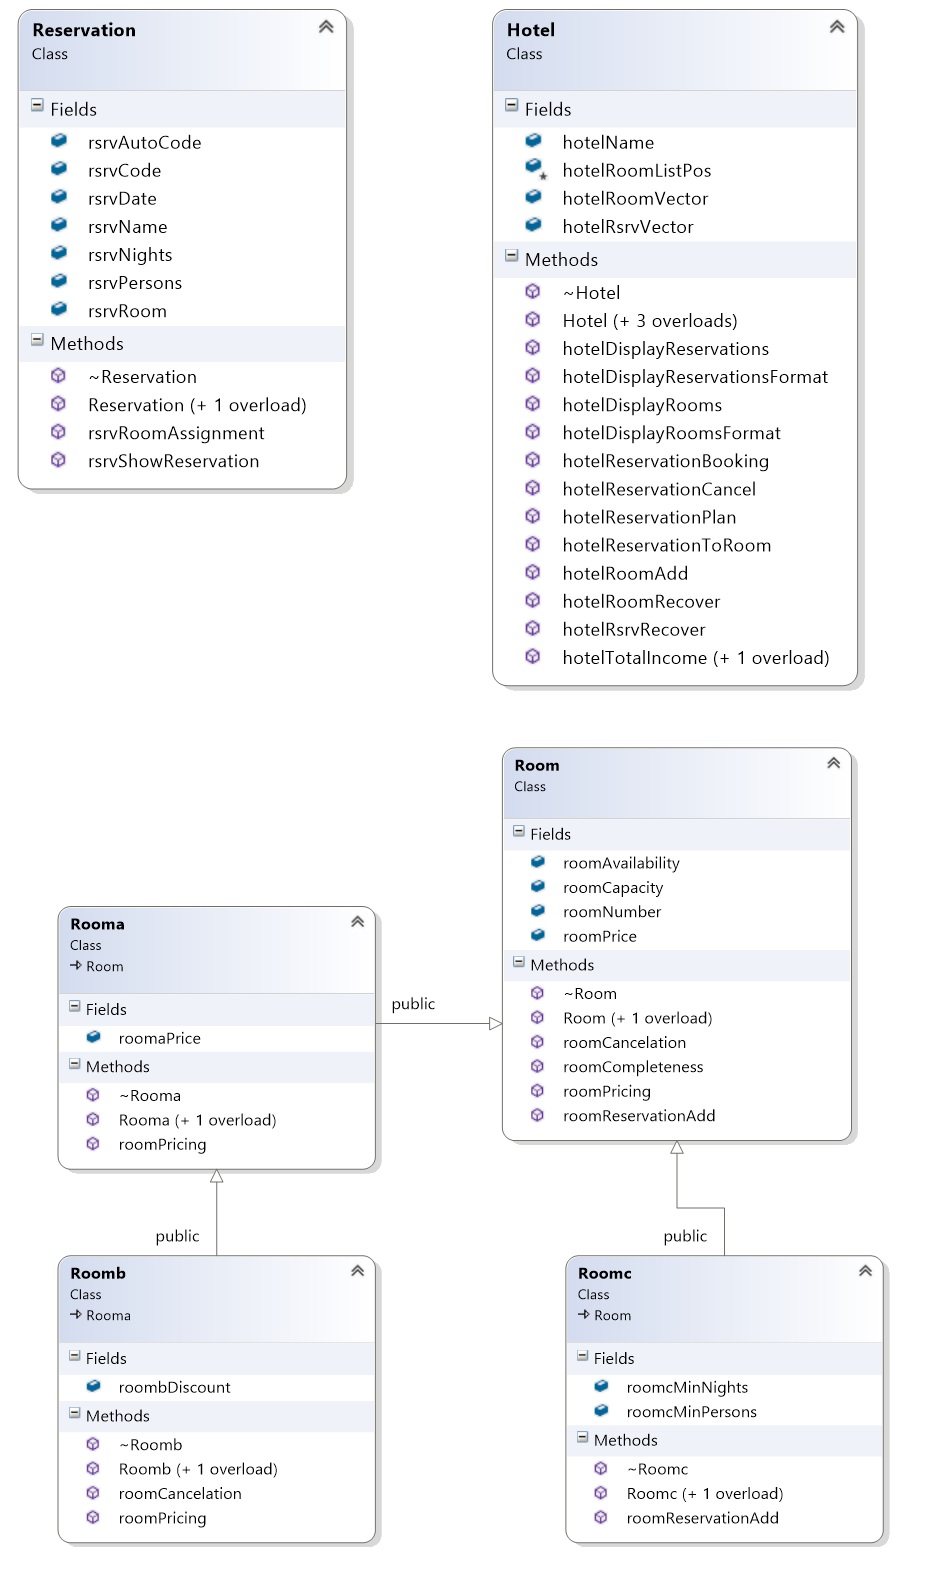 Reservation
Class
Fields
rsrvAutoCode
rsrvCode
rsrvDate
rsrvName
rsrvNights
rsrvPersons
rsrvRoom
Methods
~Reservation
Reservation (+ 1 overload)
rsrvRoomAssignment
rsrvShowReservation
Hotel
Class
Fields
hotelName
hotelRoomListPos
hotelRoomVector
hotelRsrvVector
Methods
~Hotel
Hotel (+ 3 overloads)
hotelDisplayReservations
hotelDisplayReservationsFormat
hotelDisplayRooms
hotelDisplayRoomsFormat
hotelReservationBooking
hotelReservationCancel
hotelReservationPlan
hotelReservationToRoom
hotelRoomAdd
hotelRoomRecover
hotelRsrvRecover
hotelTotalIncome (+ 1 overload)
Room
Class
Fields
roomAvailability
roomCapacity
roomNumber
roomPrice
Methods
~Room
Room (+ 1 overload)
roomCancelation
roomCompleteness
roomPricing
roomReservationAdd
Rooma
Class
Room
Fields
roomaPrice
Methods
~Rooma
Rooma (+ 1 overload)
roomPricing
public
public
Roomb
Class
Rooma
Fields
roombDiscount
Methods
~Roomb
Roomb (+ 1 overload)
roomCancelation
roomPricing
public
Roomc
Class
Room
Fields
roomcMinNights
roomcMinPersons
Methods
~Roomc
Roomc (+ 1 overload)
roomReservationAdd